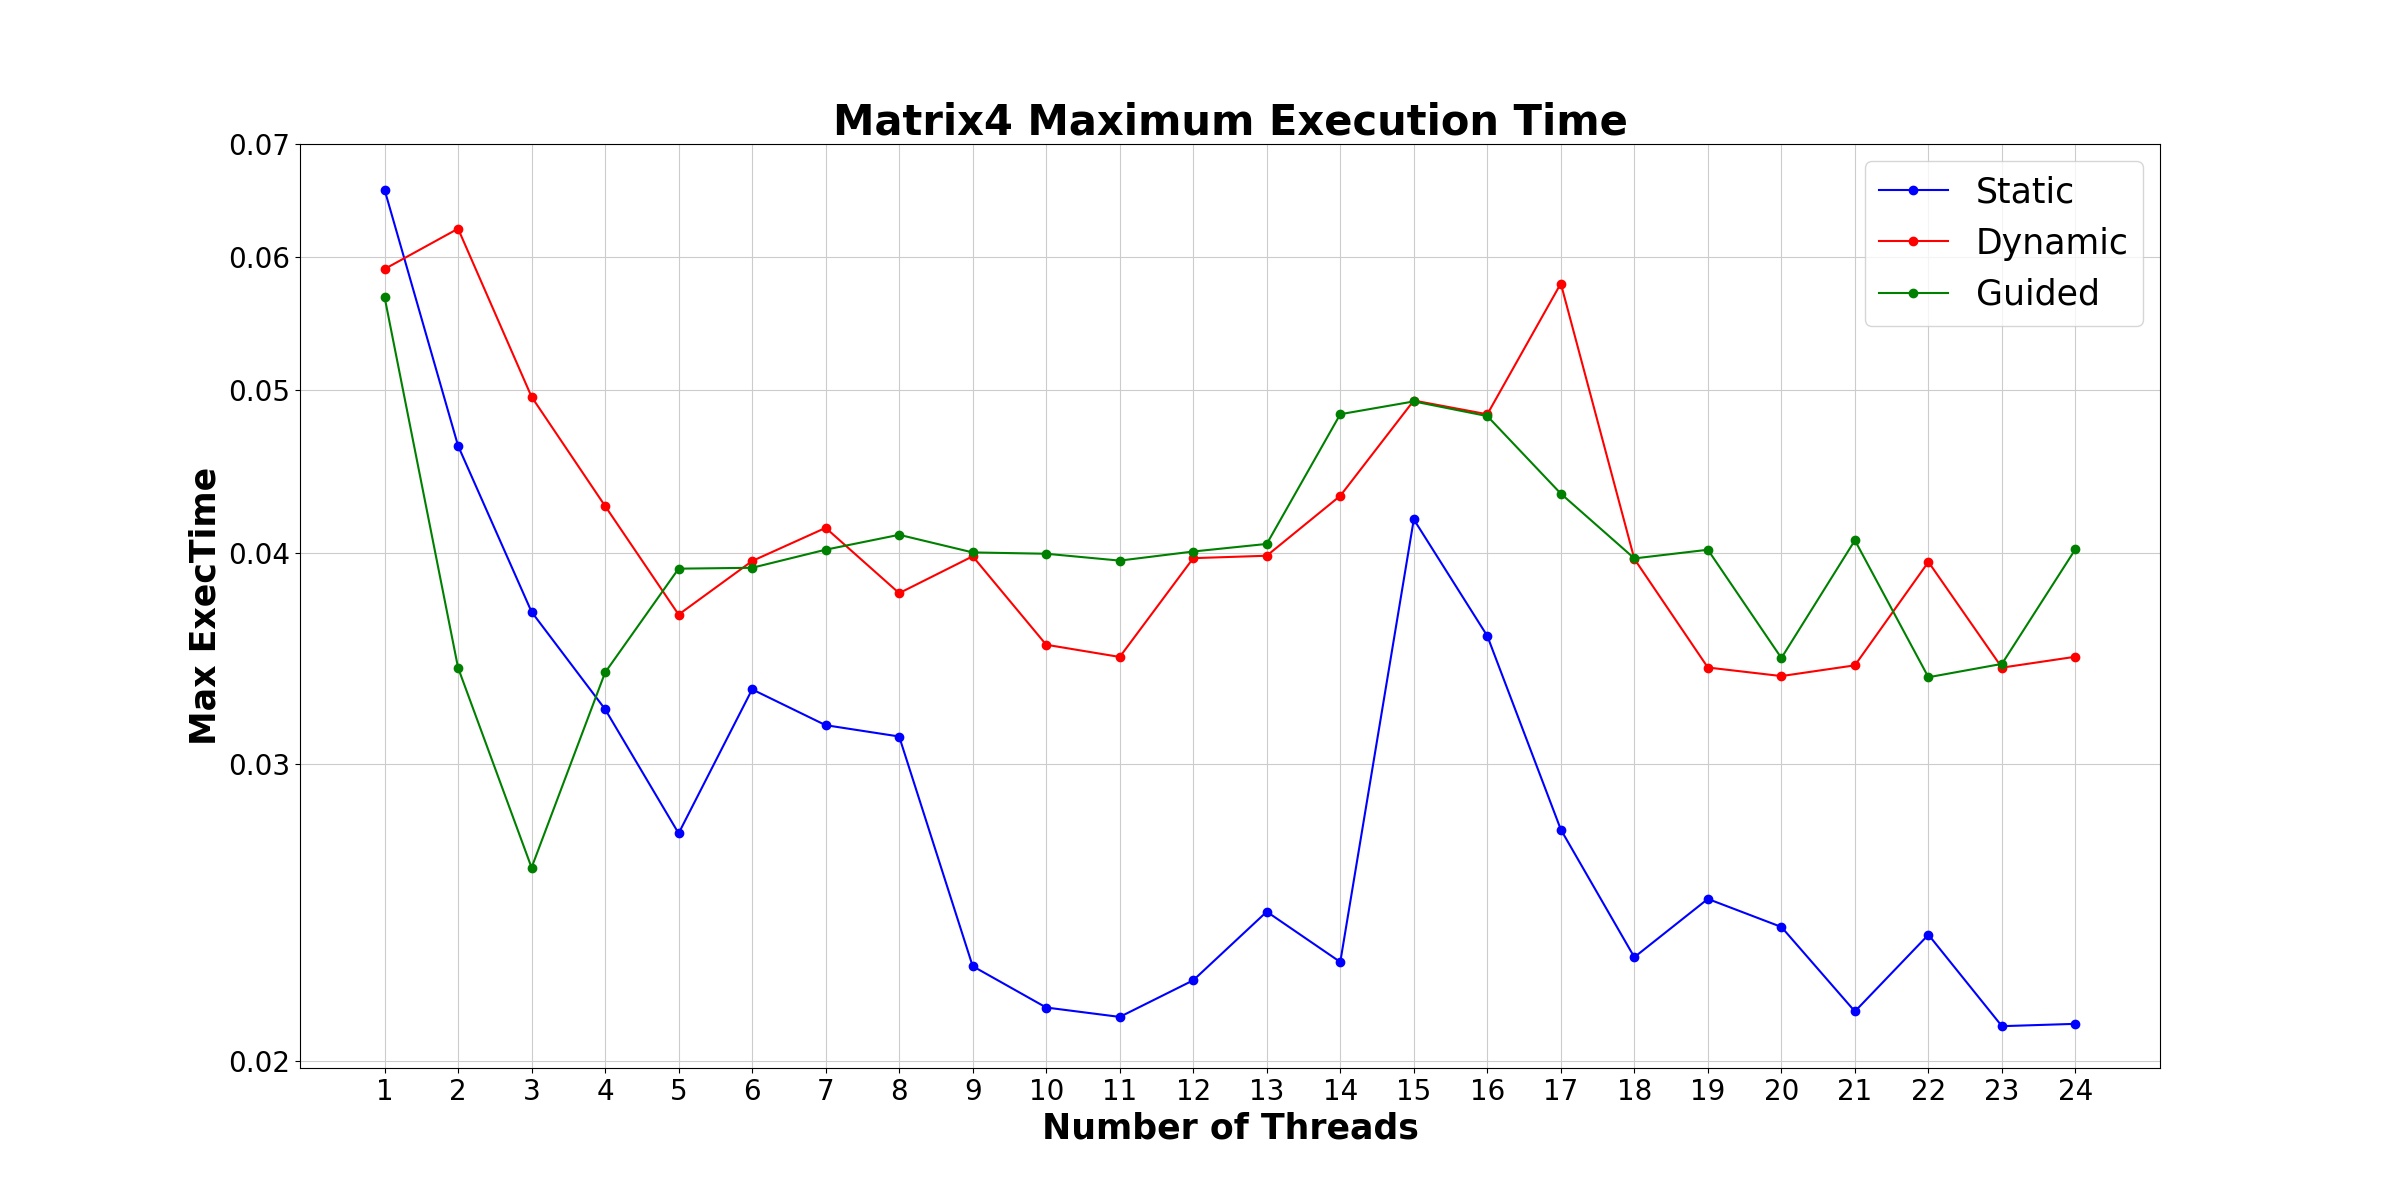 Matrix4 Maximum Execution Time
0.07
0.06
0.05
0.04
0.03
0.02
Max ExecTime
Static
Dynamic
Guided
1 2 3 4 5 6 7 8 9 10 11 12 13 14 15 16 17 18 19 20 21 22 23 24
Number of Threads